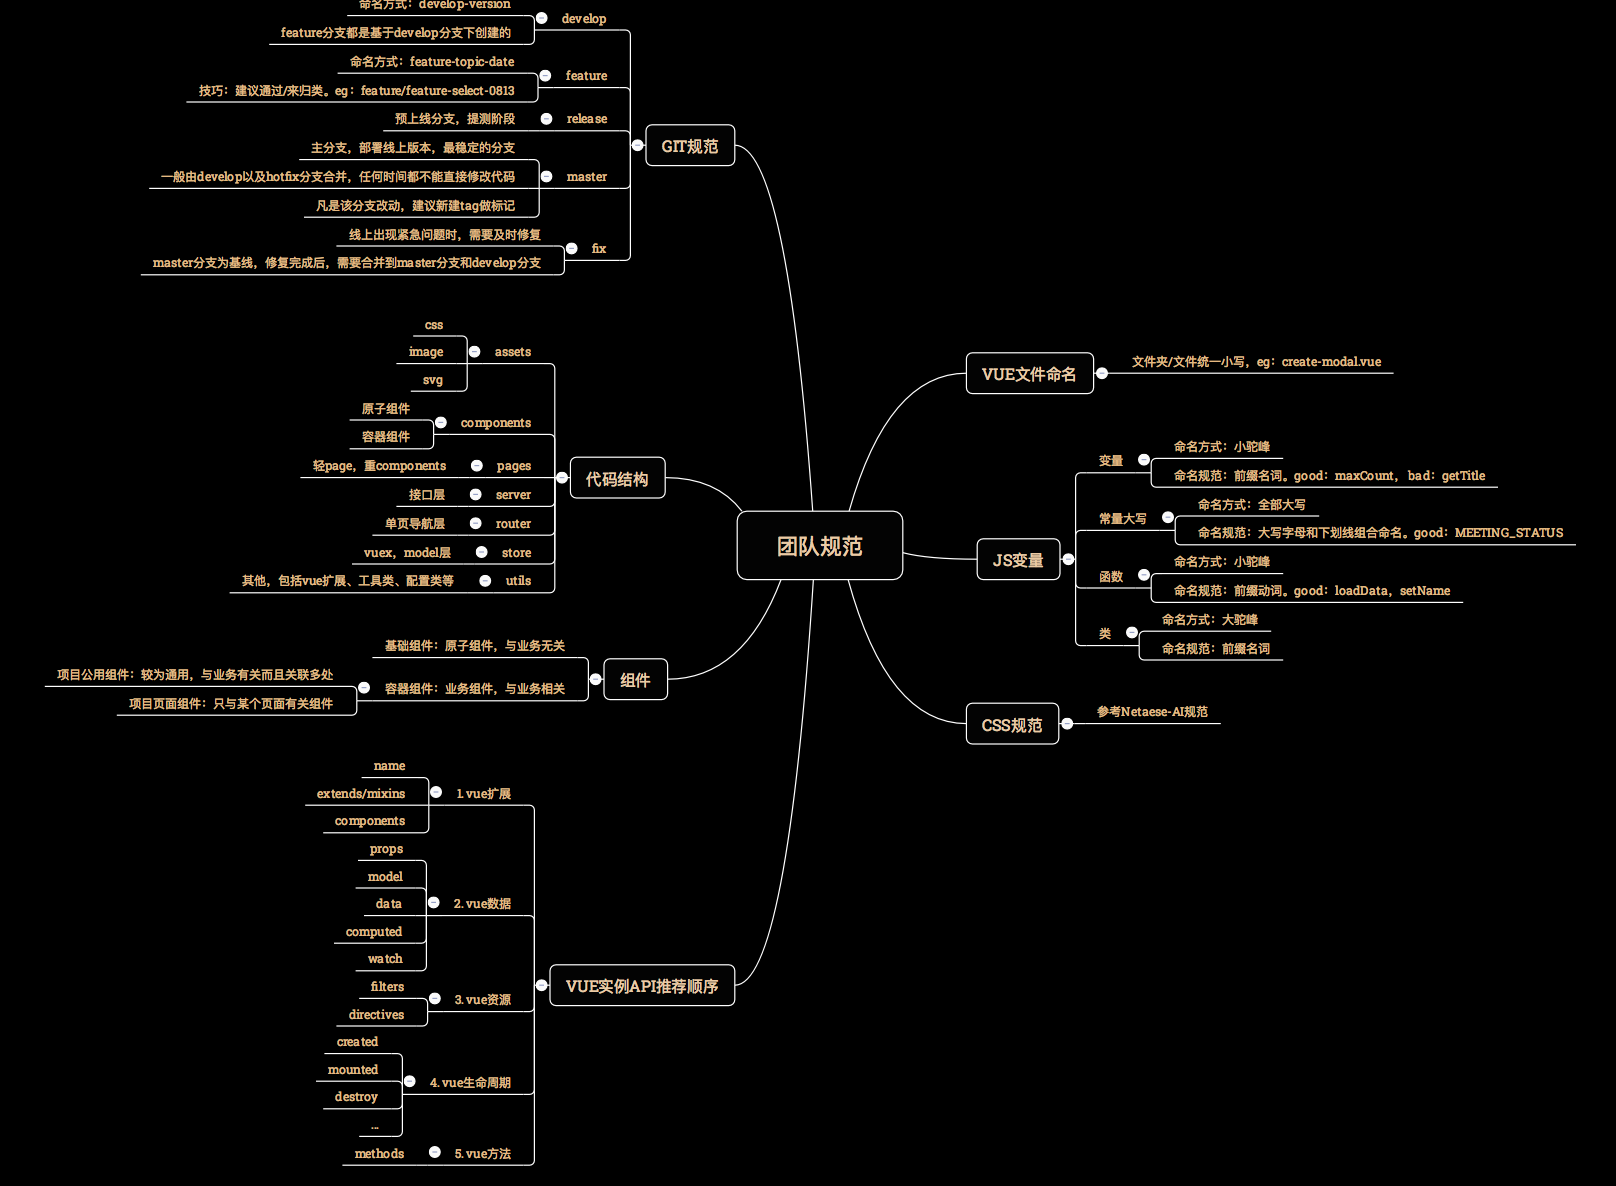 命名方式：develop-version
develop
feature分支都是基于develop分支下创建的
命名方式：feature-topic-date
feature
技巧：建议通过/来归类。eg：feature/feature-select-0813
预上线分支，提测阶段
release
GIT规范
主分支，部署线上版本，最稳定的分支
一般由develop以及hotfix分支合并，任何时间都不能直接修改代码
master
凡是该分支改动，建议新建tag做标记
线上出现紧急问题时，需要及时修复
fix
master分支为基线，修复完成后，需要合并到master分支和develop分支
css
image
assets
svg
原子组件
components
容器组件
轻page，重components
pages
代码结构
接口层
server
单页导航层
router
vuex，model层
store
其他，包括vue扩展、工具类、配置类等
utils
基础组件：原子组件，与业务无关
组件
项目公用组件：较为通用，与业务有关而且关联多处
容器组件：业务组件，与业务相关
项目页面组件：只与某个页面有关组件
name
extends/mixins
1. vue扩展
components
props
model
data
2. vue数据
computed
watch
VUE实例API推荐顺序
filters
3. vue资源
directives
created
mounted
4. vue生命周期
destroy
...
methods
5. vue方法
团队规范
VUE文件命名
文件夹/文件统一小写，eg：create-modal.vue
变量
命名方式：小驼峰
命名规范：前缀名词。good：maxCount，bad：getTitle
常量大写
命名方式：全部大写
命名规范：大写字母和下划线组合命名。good：MEETING_STATUS
JS变量
函数
命名方式：小驼峰
命名规范：前缀动词。good：loadData，setName
类
命名方式：大驼峰
命名规范：前缀名词
CSS规范
参考Netaese-AI规范